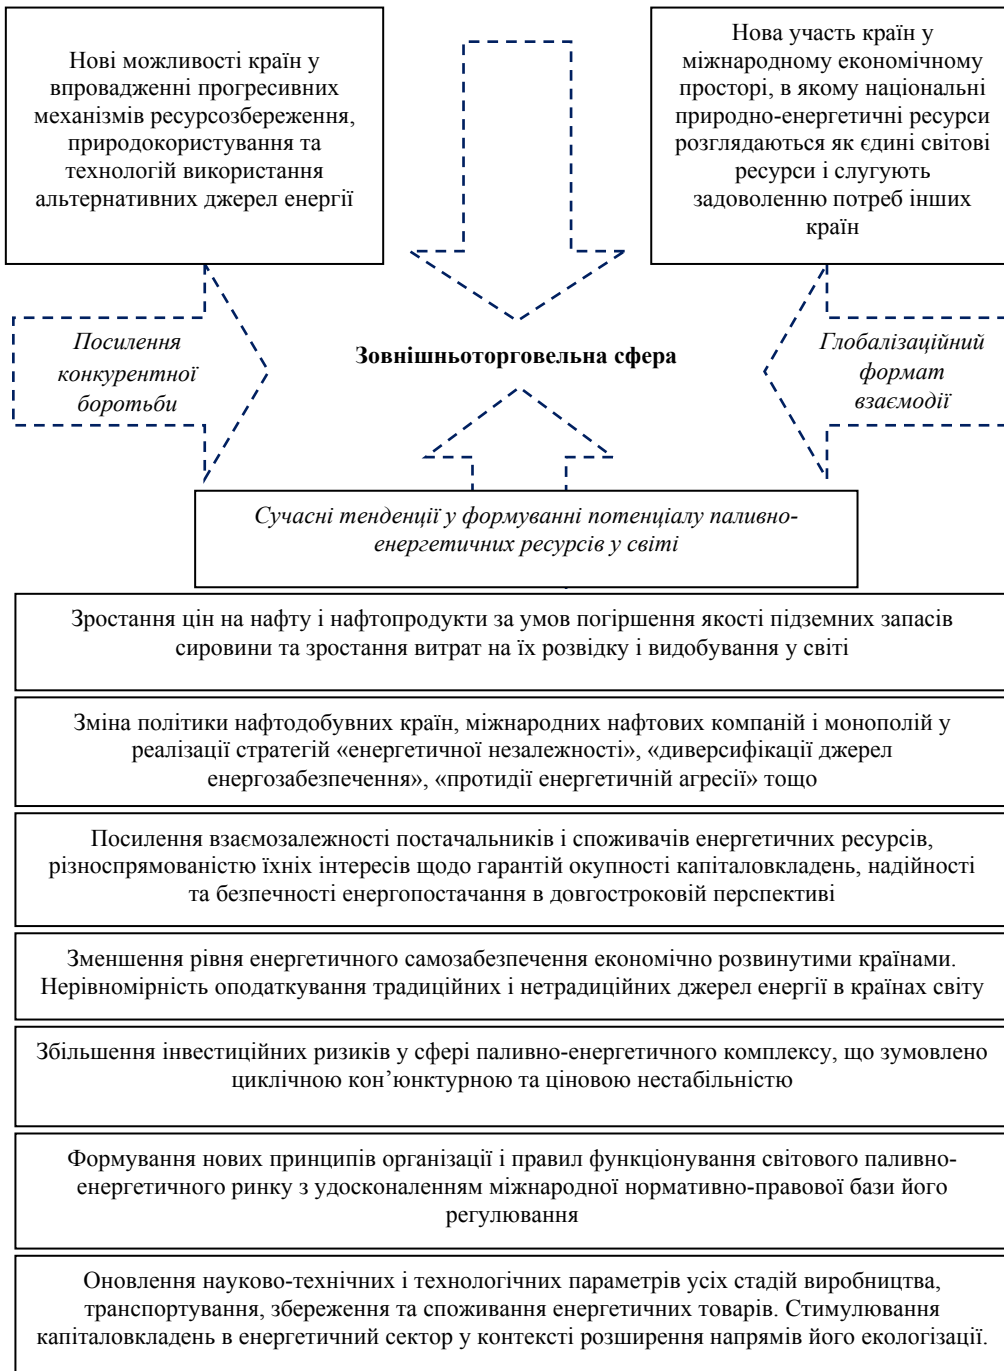 Нові можливості країн у
впровадженні прогресивних
механізмів ресурсозбереження,
природокористування та
технологій використання
альтернативних джерел енергії
Нова участь країн у
міжнародному економічному
просторі, в якому національні
природно-енергетичні ресурси
розглядаються як єдині світові
ресурси і слугують
задоволенню потреб інших
країн
Посилення
конкурентної
боротьби
Зовнішньоторговельна сфера
Глобалізаційний
формат
взаємодії
Сучасні тенденції у формуванні потенціалу паливно-
енергетичних ресурсів у світі
Зростання цін на нафту і нафтопродукти за умов погіршення якості підземних запасів
сировини та зростання витрат на їх розвідку і видобування у світі
Зміна політики нафтодобувних країн, міжнародних нафтових компаній і монополій у
реалізації стратегій «енергетичної незалежності», «диверсифікації джерел
енергозабезпечення», «протидії енергетичній агресії» тощо
Посилення взаємозалежності постачальників і споживачів енергетичних ресурсів,
різноспрямованістю їхніх інтересів щодо гарантій окупності капіталовкладень, надійності
та безпечності енергопостачання в довгостроковій перспективі
Зменшення рівня енергетичного самозабезпечення економічно розвинутими країнами.
Нерівномірність оподаткування традиційних і нетрадиційних джерел енергії в країнах світу
Збільшення інвестиційних ризиків у сфері паливно-енергетичного комплексу, що зумовлено
циклічною кон’юнктурною та ціновою нестабільністю
Формування нових принципів організації і правил функціонування світового паливно-
енергетичного ринку з удосконаленням міжнародної нормативно-правової бази його
регулювання
Оновлення науково-технічних і технологічних параметрів усіх стадій виробництва,
транспортування, збереження та споживання енергетичних товарів. Стимулювання
капіталовкладень в енергетичний сектор у контексті розширення напрямів його екологізації.